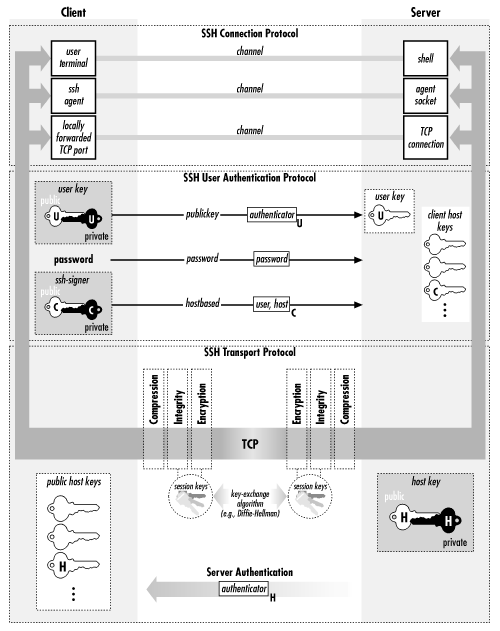 Client
Server
SSH Connection Protocol
user
terminal
channel
shell
ssh
agent
channel
agent
socket
locally
forwarded
TCP port
channel
TCP
connection
SSH User Authentication Protocol
user key
public
U
U
private
publickey
authenticator
U
user key
U
client host
keys
C
password
password
password
ssh-signer
public
C
C
private
hostbased
user, host
C
SSH Transport Protocol
Compression
Integrity
Encryption
Encryption
Integrity
Compression
TCP
session keys
key-exchange
algorithm
(e.g., Diffie-Hellman)
session keys
public host keys
H
host key
public
H
H
private
Server Authentication
authenticator
H